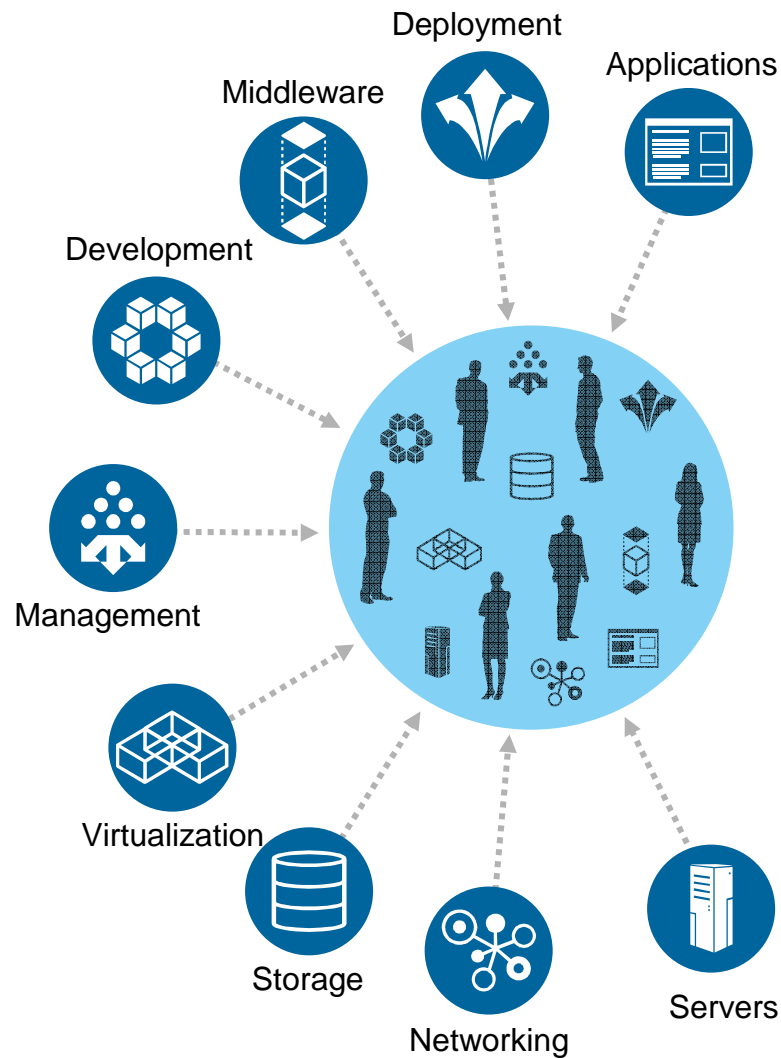 Deployment
Applications
Middleware
Development
Management
Virtualization
Storage
Servers
Networking